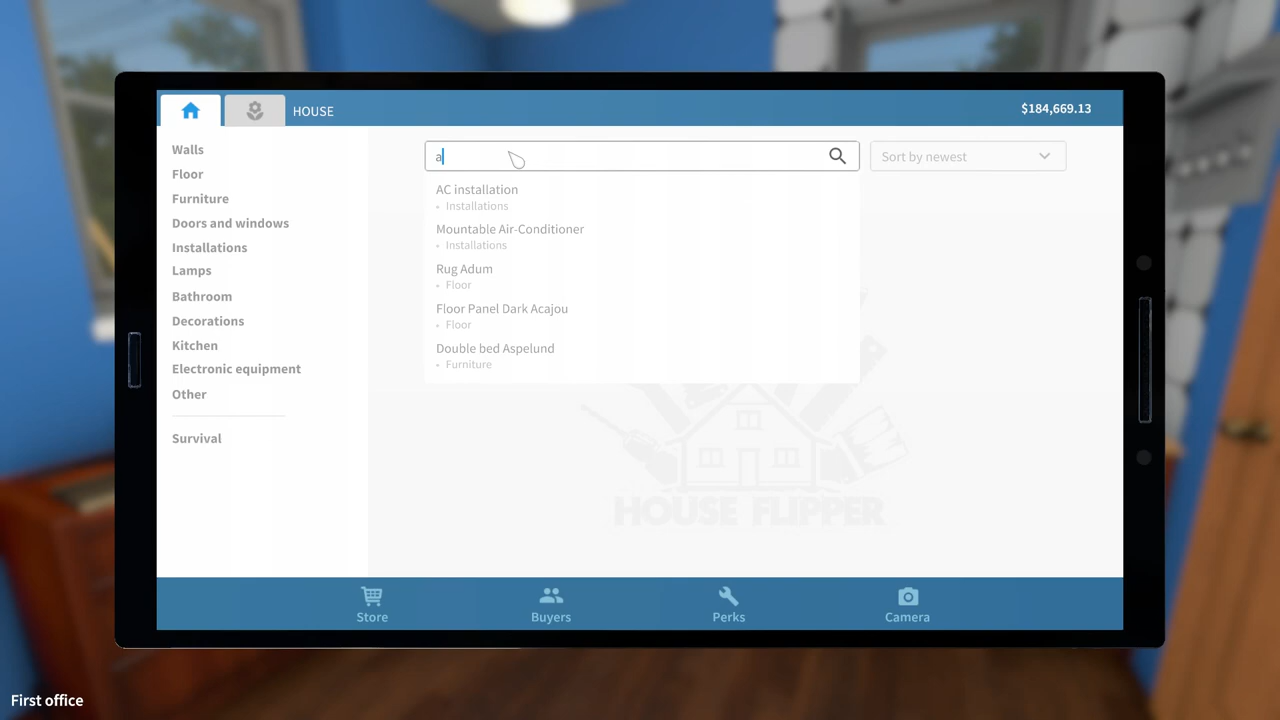 HOUSE
$184,669.13
Walls
Floor
Furniture
Doors and windows
Installations
Lamps
Bathroom
Decorations
Kitchen
Electronic equipment
Other
Survival
a
Sort by newest
AC installation
• Installations
Mountable Air-Conditioner
• Installations
Rug Adum
• Floor
Floor Panel Dark Acajou
• Floor
Double bed Aspelund
• Furniture
HOUSE FLIPPER
Store
Buyers
Perks
Camera
First office